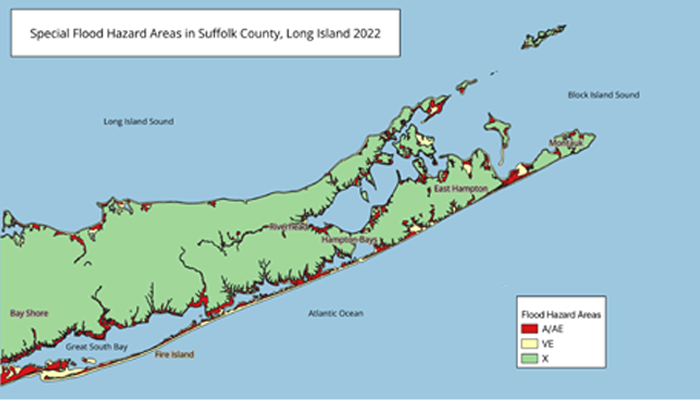 Special Flood Hazard Areas in Suffolk County, Long Island 2022
Block Island Sound
Long Island Sound
Montauk
East Hampton
Riverhead
Hampton Bays
Bay Shore
Atlantic Ocean
Great South Bay
Fire Island
Flood Hazard Areas
A/AE
VE
X